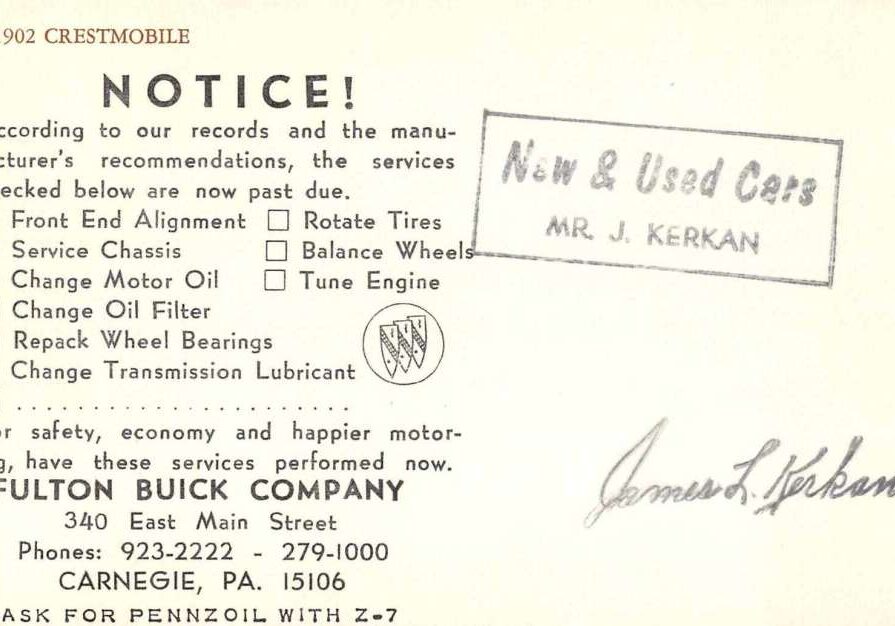 902 CRESTMOBILE
NOTICE!
ccording to our records and the manu-
cturer's recommendations, the services
ecked below are now past due.
Front End Alignment ☐ Rotate Tires
Service Chassis ☐ Balance Wheels
Change Motor Oil ☐ Tune Engine
Change Oil Filter
Repack Wheel Bearings
Change Transmission Lubricant
. . . . . . . . . . . . . . . . . . . . . .
r safety, economy and happier motor-
g, have these services performed now.
FULTON BUICK COMPANY
340 East Main Street
Phones: 923-2222 - 279-1000
CARNEGIE, PA. 15106
ASK FOR PENNZOIL WITH Z-7
New & Used Cars
MR. J. KERKAN
James L. Kerkan